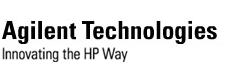 Agilent Technologies
Innovating the HP Way